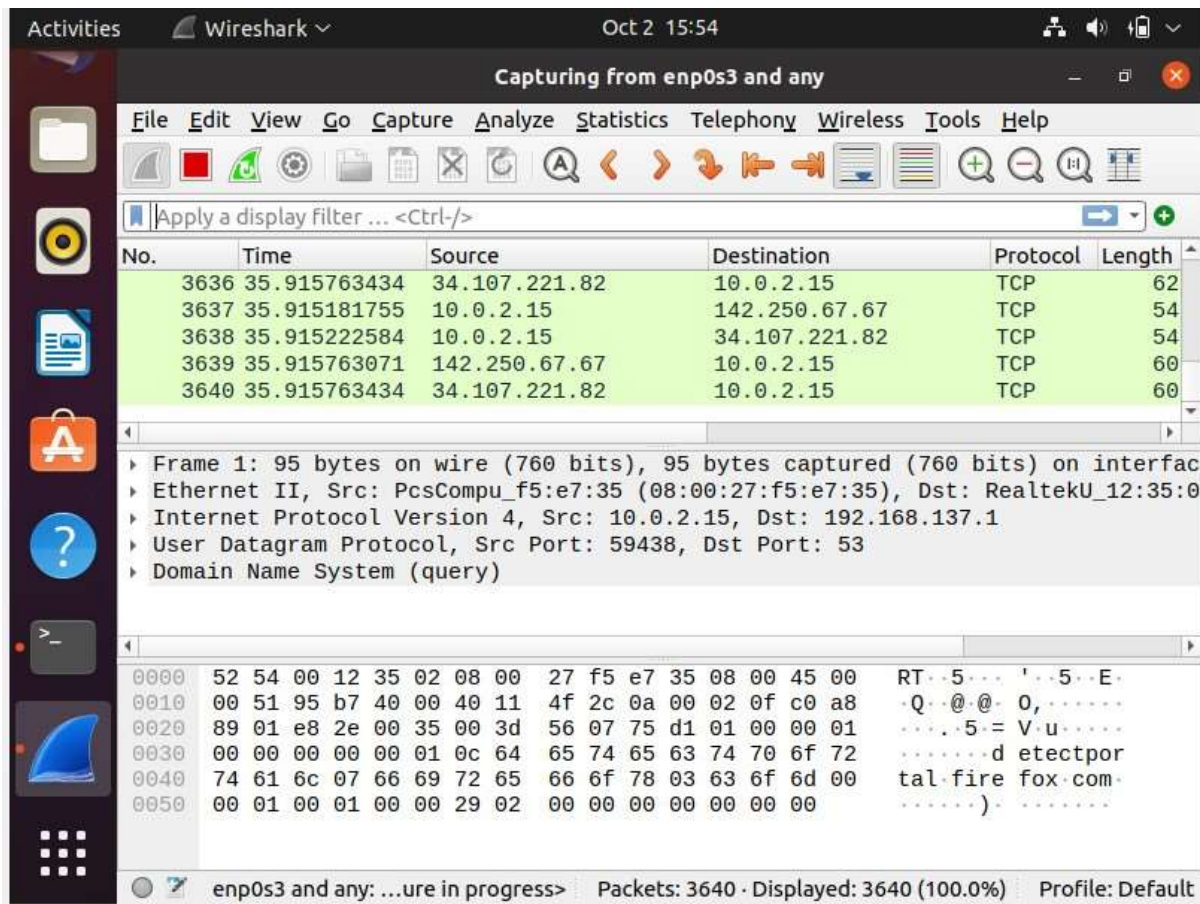 Activities Wireshark Oct 2 15:54
Capturing from enp0s3 and any
File Edit View Go Capture Analyze Statistics Telephony Wireless Tools Help
Apply a display filter ... <Ctrl-/>
No. Time Source Destination Protocol Length
3636 35.915763434 34.107.221.82 10.0.2.15 TCP 62
3637 35.915181755 10.0.2.15 142.250.67.67 TCP 54
3638 35.915222584 10.0.2.15 34.107.221.82 TCP 54
3639 35.915763071 142.250.67.67 10.0.2.15 TCP 60
3640 35.915763434 34.107.221.82 10.0.2.15 TCP 60
Frame 1: 95 bytes on wire (760 bits), 95 bytes captured (760 bits) on interfac
Ethernet II, Src: PcsCompu_f5:e7:35 (08:00:27:f5:e7:35), Dst: RealtekU_12:35:0
Internet Protocol Version 4, Src: 10.0.2.15, Dst: 192.168.137.1
User Datagram Protocol, Src Port: 59438, Dst Port: 53
Domain Name System (query)
0000 52 54 00 12 35 02 08 00 27 f5 e7 35 08 00 45 00 RT··5··· '··5··E·
0010 00 51 95 b7 40 00 40 11 4f 2c 0a 00 02 0f c0 a8 ·Q··@·@· O,······
0020 89 01 e8 2e 00 35 00 3d 56 07 75 d1 01 00 00 01 ···.·5·= V·u·····
0030 00 00 00 00 00 01 0c 64 65 74 65 63 74 70 6f 72 ·······d etectpor
0040 74 61 6c 07 66 69 72 65 66 6f 78 03 63 6f 6d 00 tal·fire fox·com·
0050 00 01 00 01 00 00 29 02 00 00 00 00 00 00 00 ······)· ·······
enp0s3 and any: ...ure in progress> Packets: 3640 · Displayed: 3640 (100.0%) Profile: Default